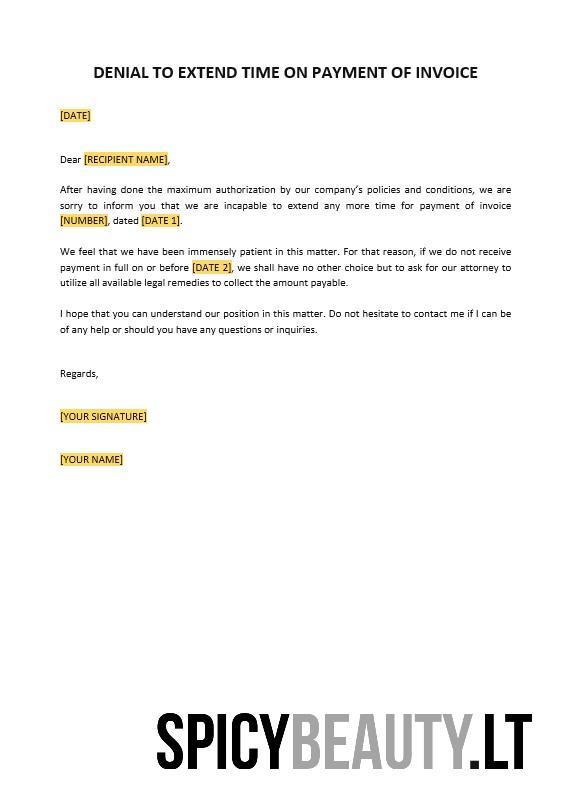 DENIAL TO EXTEND TIME ON PAYMENT OF INVOICE
[DATE]
Dear [RECIPIENT NAME],
After having done the maximum authorization by our company’s policies and conditions, we are
sorry to inform you that we are incapable to extend any more time for payment of invoice
[NUMBER], dated [DATE 1].
We feel that we have been immensely patient in this matter. For that reason, if we do not receive
payment in full on or before [DATE 2], we shall have no other choice but to ask for our attorney to
utilize all available legal remedies to collect the amount payable.
I hope that you can understand our position in this matter. Do not hesitate to contact me if I can be
of any help or should you have any questions or inquiries.
Regards,
[YOUR SIGNATURE]
[YOUR NAME]
SPICYBEAUTY.LT